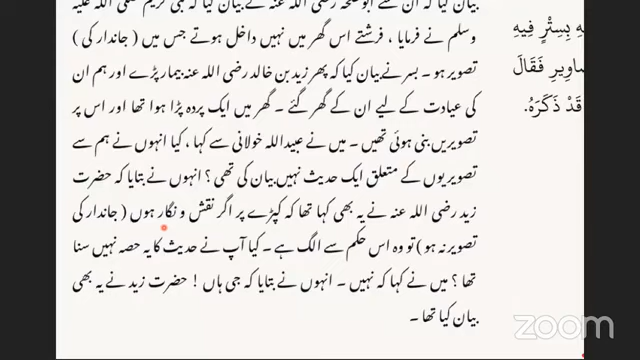 بیان کیا کہ ان سے ابوطلحہ رضی اللہ عنہ نے بیان کیا کہ نبی کریم صلی اللہ علیہ
وسلم نے فرمایا ، فرشتے اس گھر میں نہیں داخل ہوتے جس میں ( جاندار کی )
تصویر ہو ۔ بسر نے بیان کیا کہ پھر زید بن خالد رضی اللہ عنہ بیمار پڑے اور ہم ان
کی عیادت کے لیے ان کے گھر گئے ۔ گھر میں ایک پردہ پڑا ہوا تھا اور اس پر
تصویریں بنی ہوئی تھیں ۔ میں نے عبیداللہ خولانی سے کہا ، کیا انہوں نے ہم سے
تصویروں کے متعلق ایک حدیث نہیں بیان کی تھی ؟ انہوں نے بتایا کہ حضرت
زید رضی اللہ عنہ نے یہ بھی کہا تھا کہ کپڑے پر اگر نقش و نگار ہوں ( جاندار کی
تصویر نہ ہو ) تو وہ اس حکم سے الگ ہے ۔ کیا آپ نے حدیث کا یہ حصہ نہیں سنا
تھا ؟ میں نے کہا کہ نہیں ۔ انہوں نے بتایا کہ جی ہاں ! حضرت زید نے یہ بھی
بیان کیا تھا ۔
بِسِتْرٍ فِيهِ
فَقَالَ
قَدْ ذَكَرَهُ.
zoom